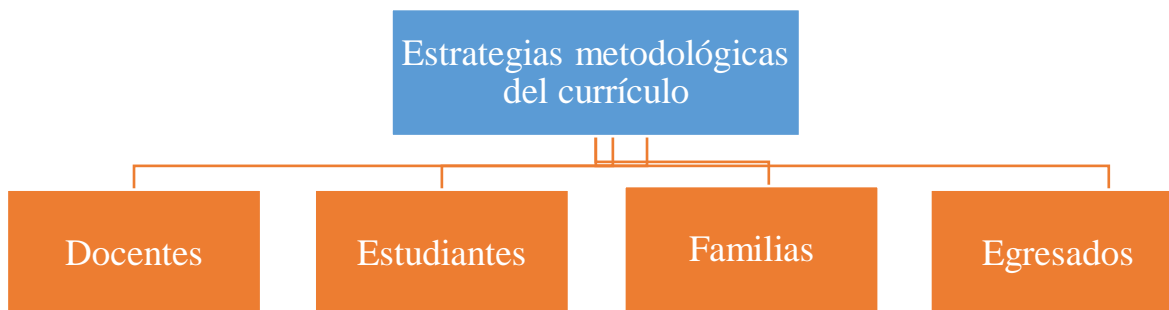 Estrategias metodológicas
del currículo
Docentes
Estudiantes
Familias
Egresados